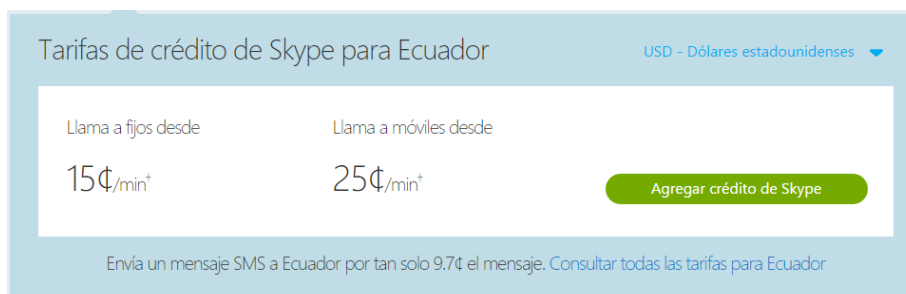 Tarifas de crédito de Skype para Ecuador
USD - Dólares estadounidenses
Llama a fijos desde
Llama a móviles desde
15¢/min†
25¢/min†
Agregar crédito de Skype
Envía un mensaje SMS a Ecuador por tan solo 9.7¢ el mensaje. Consultar todas las tarifas para Ecuador